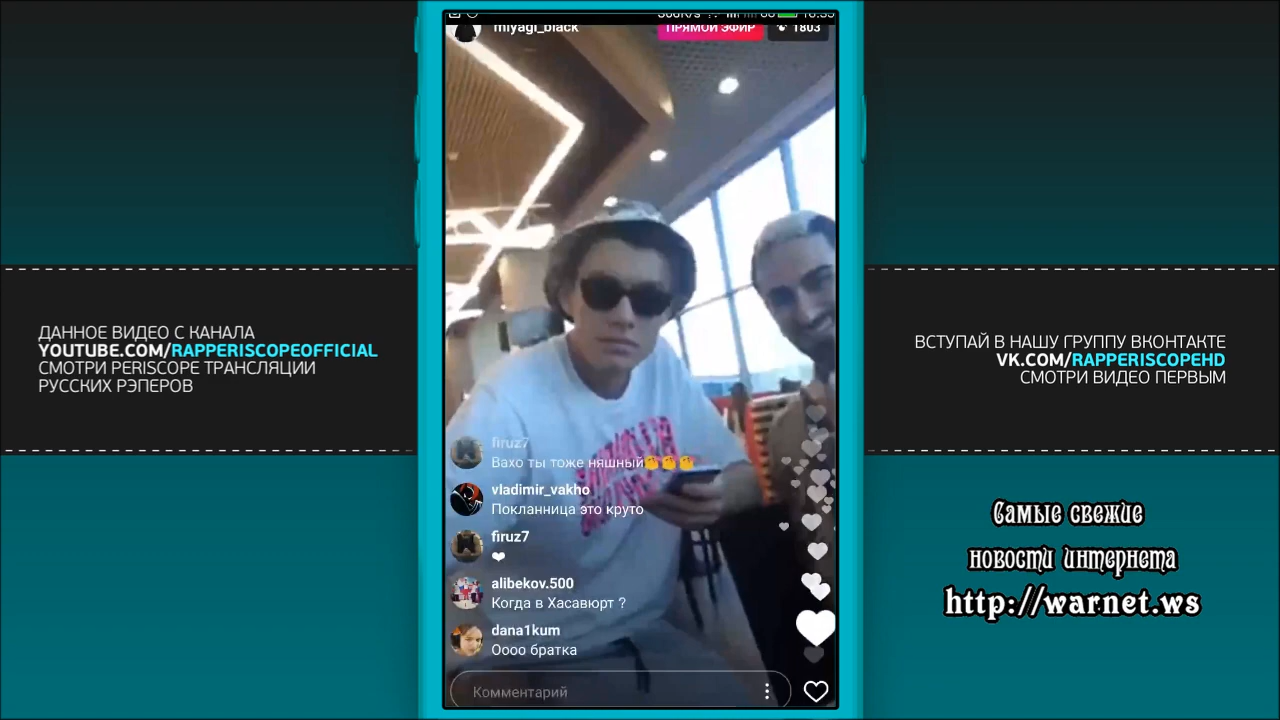 miyagi_black
ПРЯМОЙ ЭФИР
1803
ДАННОЕ ВИДЕО С КАНАЛА
YOUTUBE.COM/RAPPERISCOPEOFFICIAL
СМОТРИ PERISCOPE ТРАНСЛЯЦИИ
РУССКИХ РЭПЕРОВ
ВСТУПАЙ В НАШУ ГРУППУ ВКОНТАКТЕ
VK.COM/RAPPERISCOPEHD
СМОТРИ ВИДЕО ПЕРВЫМ
firuz7
Вахо ты тоже няшный🤔🤔🤔
vladimir_vakho
Покланница это круто
firuz7
❤
alibekov.500
Когда в Хасавюрт ?
dana1kum
Оооо братка
Комментарий
Самые свежие
новости интернета
http://warnet.ws